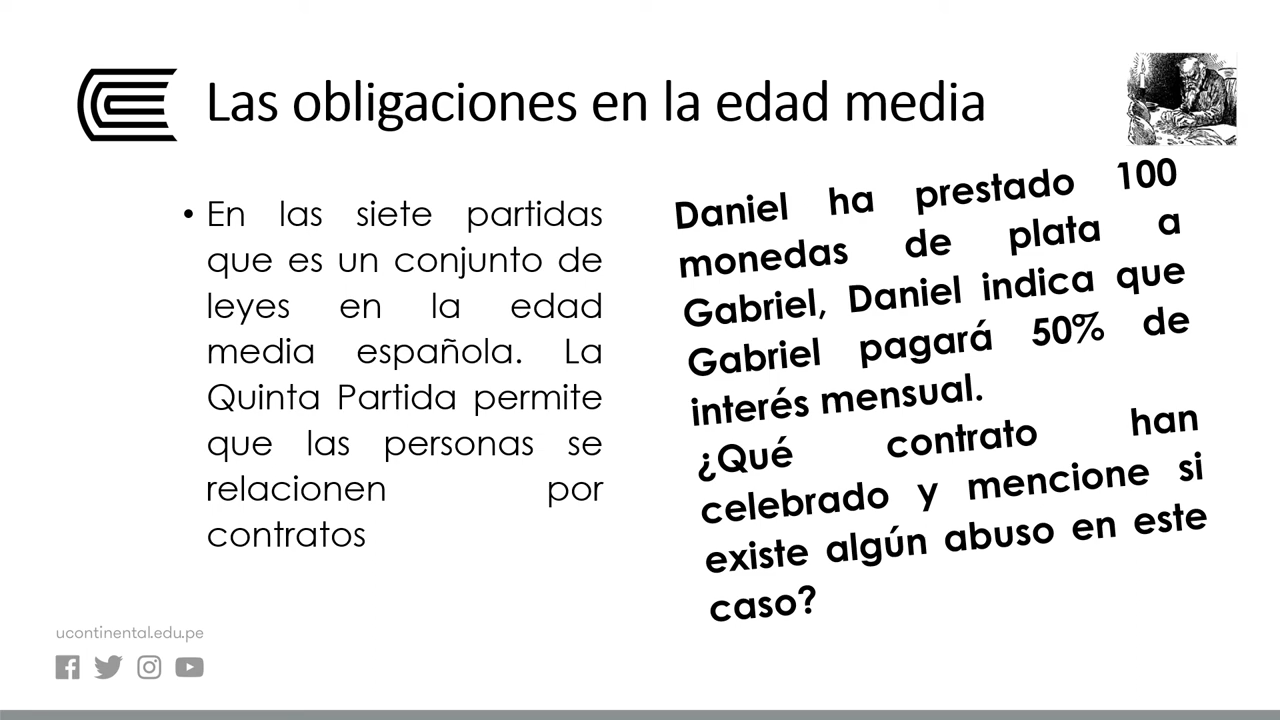 Las obligaciones en la edad media
• En las siete partidas
que es un conjunto de
leyes en la edad
media española. La
Quinta Partida permite
que las personas se
relacionen por
contratos
Daniel ha prestado 100
monedas de plata a
Gabriel, Daniel indica que
Gabriel pagará 50% de
interés mensual.
¿Qué contrato han
celebrado y mencione si
existe algún abuso en este
caso?
ucontinental.edu.pe